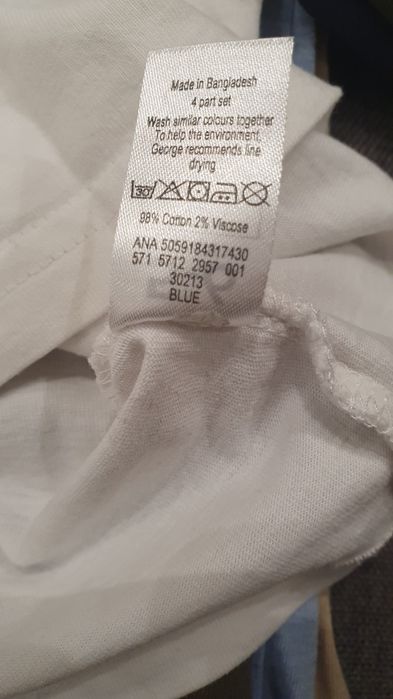 Made in Bangladesh
4 part set
Wash similar colours together
To help the environment,
George recommends line
drying
30
98% Cotton 2% Viscose
ANA 5059184317430
571 5712 2957 001
30213
BLUE